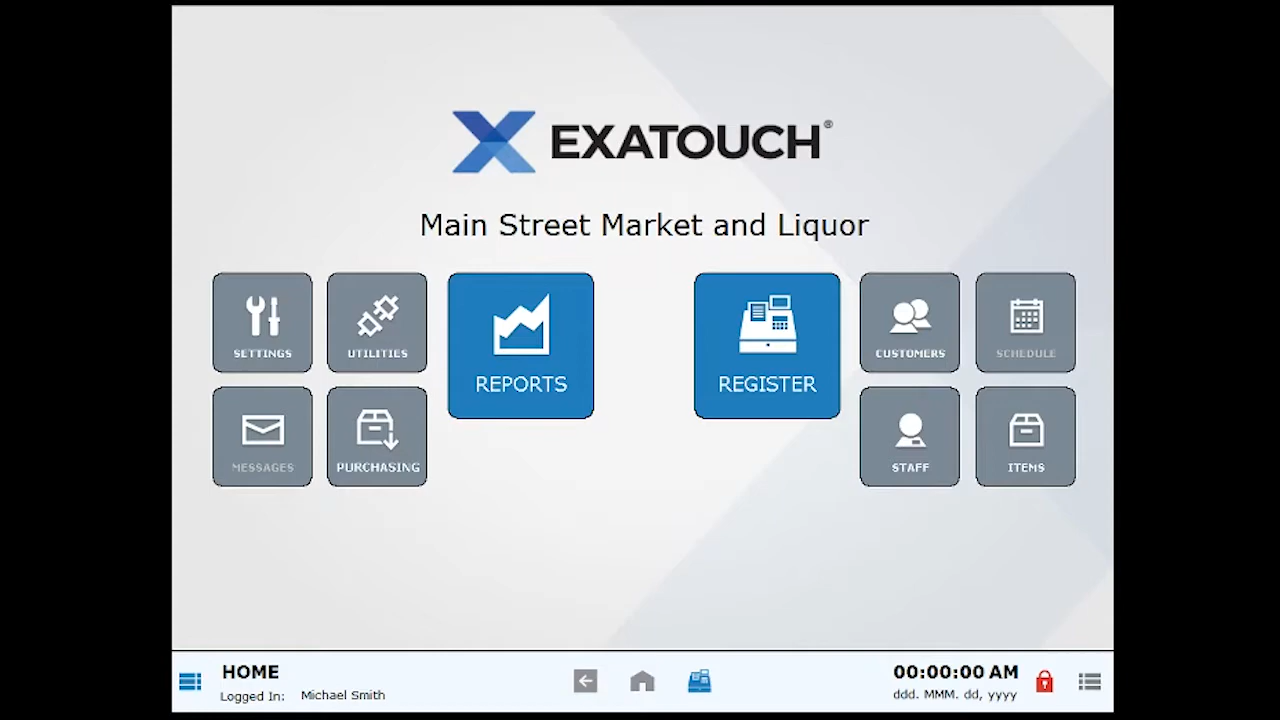 EXATOUCH®
Main Street Market and Liquor
SETTINGS
UTILITIES
REPORTS
REGISTER
CUSTOMERS
SCHEDULE
MESSAGES
PURCHASING
STAFF
ITEMS
HOME
Logged In: Michael Smith
00:00:00 AM
ddd. MMM. dd, yyyy